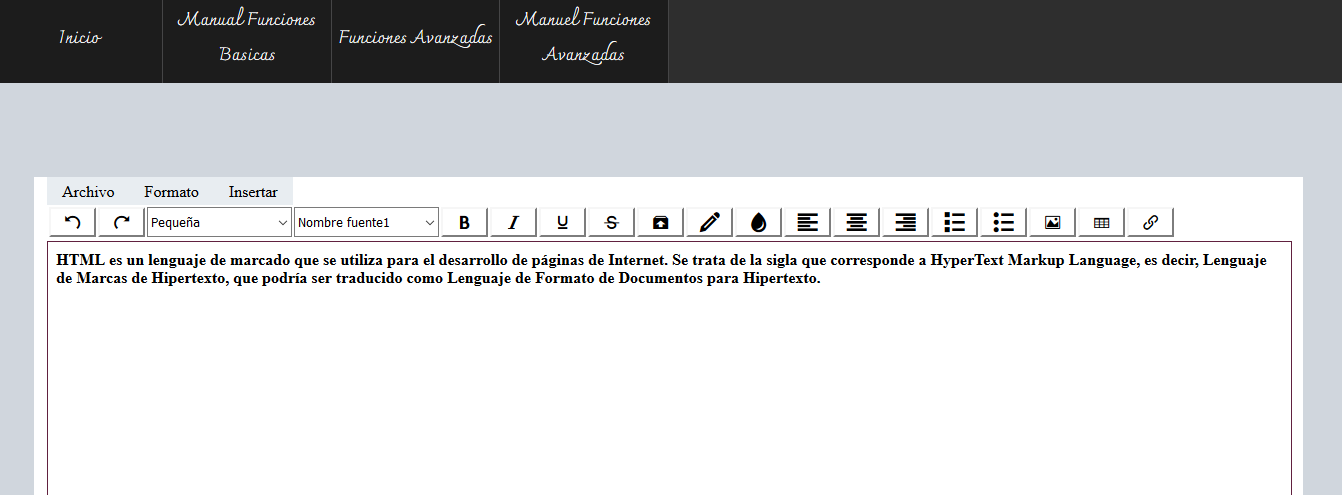 Inicio
Manual Funciones
Basicas
Funciones Avanzadas
Manuel Funciones
Avanzadas
Archivo Formato Insertar
Pequeña Nombre fuente1 B I U S
HTML es un lenguaje de marcado que se utiliza para el desarrollo de páginas de Internet. Se trata de la sigla que corresponde a HyperText Markup Language, es decir, Lenguaje
de Marcas de Hipertexto, que podría ser traducido como Lenguaje de Formato de Documentos para Hipertexto.